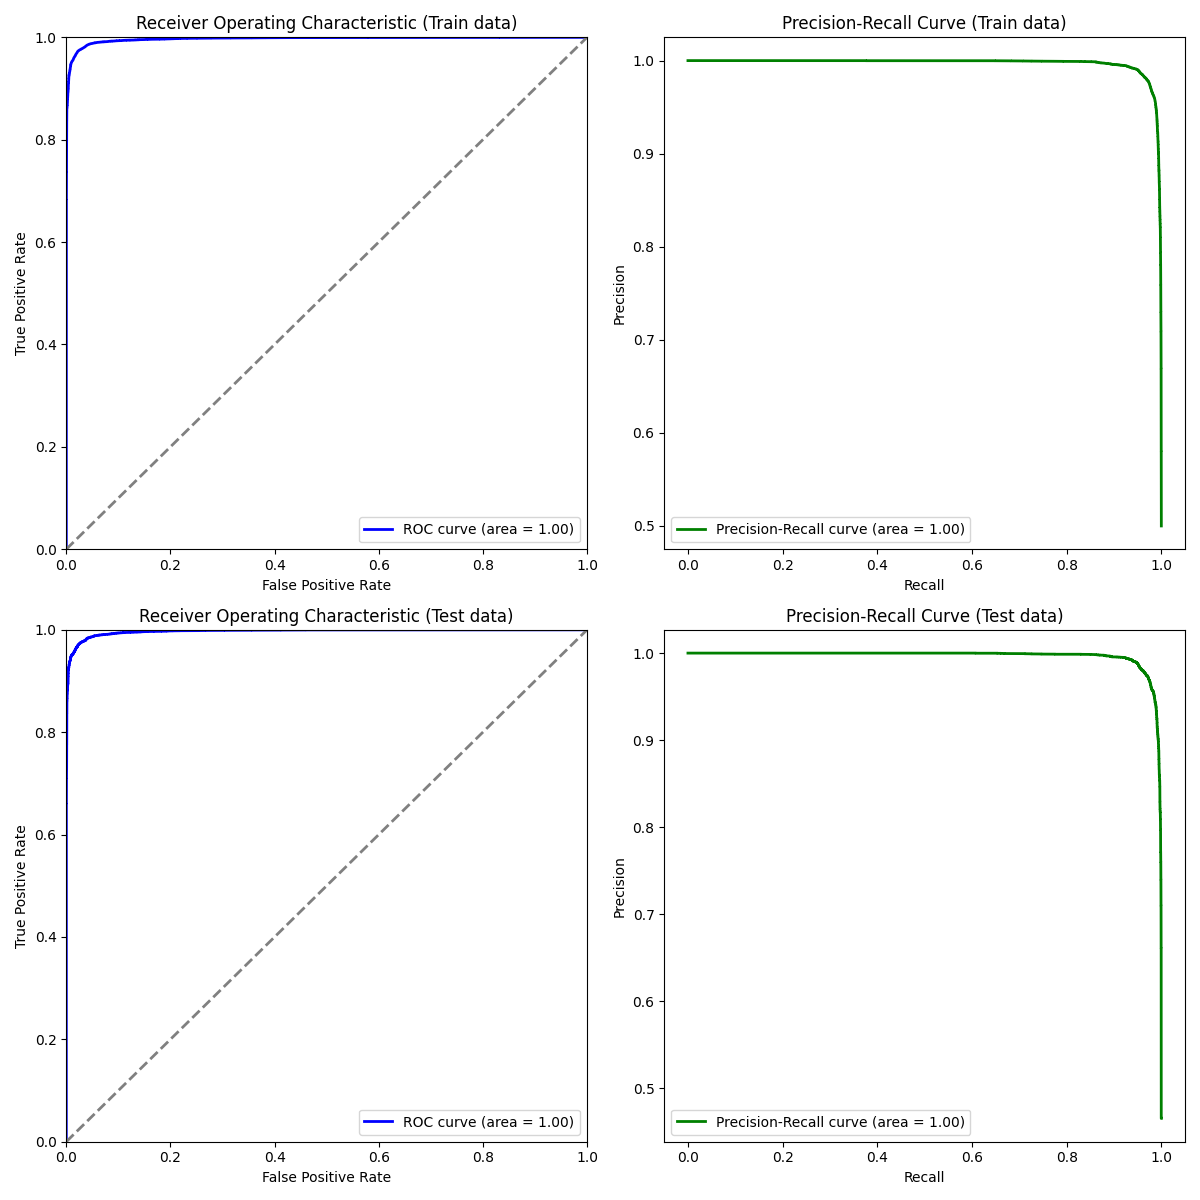 Receiver Operating Characteristic (Train data)
1.0
0.8
0.6
0.4
0.2
0.0
True Positive Rate
ROC curve (area = 1.00)
0.0 0.2 0.4 0.6 0.8 1.0
False Positive Rate
Precision-Recall Curve (Train data)
1.0
0.9
0.8
0.7
0.6
0.5
Precision
Precision-Recall curve (area = 1.00)
0.0 0.2 0.4 0.6 0.8 1.0
Recall
Receiver Operating Characteristic (Test data)
1.0
0.8
0.6
0.4
0.2
0.0
True Positive Rate
ROC curve (area = 1.00)
0.0 0.2 0.4 0.6 0.8 1.0
False Positive Rate
Precision-Recall Curve (Test data)
1.0
0.9
0.8
0.7
0.6
0.5
Precision
Precision-Recall curve (area = 1.00)
0.0 0.2 0.4 0.6 0.8 1.0
Recall